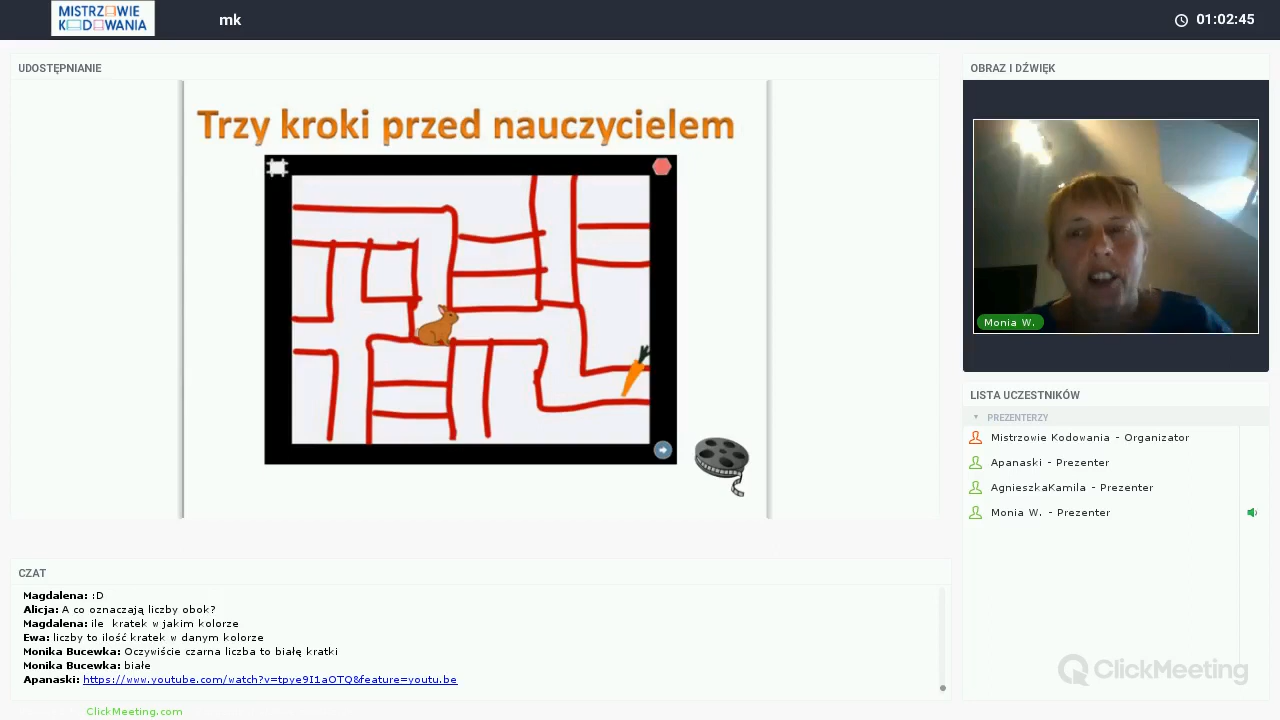 MISTRZOWIE
KODOWANIA
mk
01:02:45
UDOSTĘPNIANIE
OBRAZ I DŹWIĘK
Trzy kroki przed nauczycielem
Monia W.
LISTA UCZESTNIKÓW
PREZENTERZY
Mistrzowie Kodowania - Organizator
Apanaski - Prezenter
AgnieszkaKamila - Prezenter
Monia W. - Prezenter
CZAT
Magdalena: :D
Alicja: A co oznaczają liczby obok?
Magdalena: ile kratek w jakim kolorze
Ewa: liczby to ilość kratek w danym kolorze
Monika Bucewka: Oczywiście czarna liczba to białę kratki
Monika Bucewka: białe
Apanaski: https://www.youtube.com/watch?v=tpye9I1aOTQ&feature=youtu.be
ClickMeeting
ClickMeeting.com